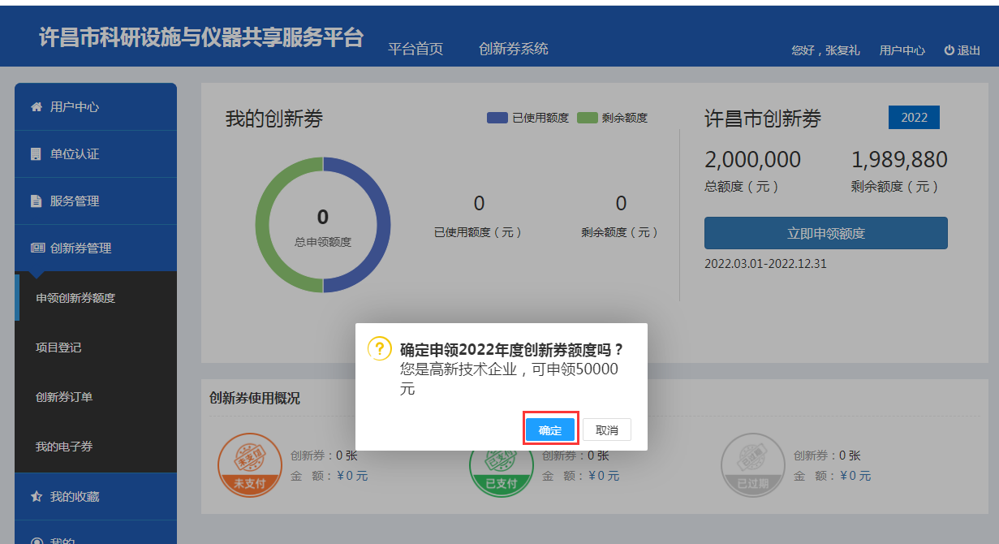 许昌市科研设施与仪器共享服务平台
平台首页
创新券系统
您好，张复礼
用户中心
退出
用户中心
单位认证
服务管理
创新券管理
申领创新券额度
项目登记
创新券订单
我的电子券
我的收藏
我的创新券
已使用额度
剩余额度
0
总申领额度
0
已使用额度（元）
0
剩余额度（元）
许昌市创新券
2022
2,000,000
总额度（元）
1,989,880
剩余额度（元）
立即申领额度
2022.03.01-2022.12.31
确定申领2022年度创新券额度吗？
您是高新技术企业，可申领50000
元
确定
取消
创新券使用概况
未支付
未支付
创新券：0 张
金 额：￥0 元
已支付
已支付
创新券：0 张
金 额：￥0 元
已过期
已过期
创新券：0 张
金 额：￥0 元